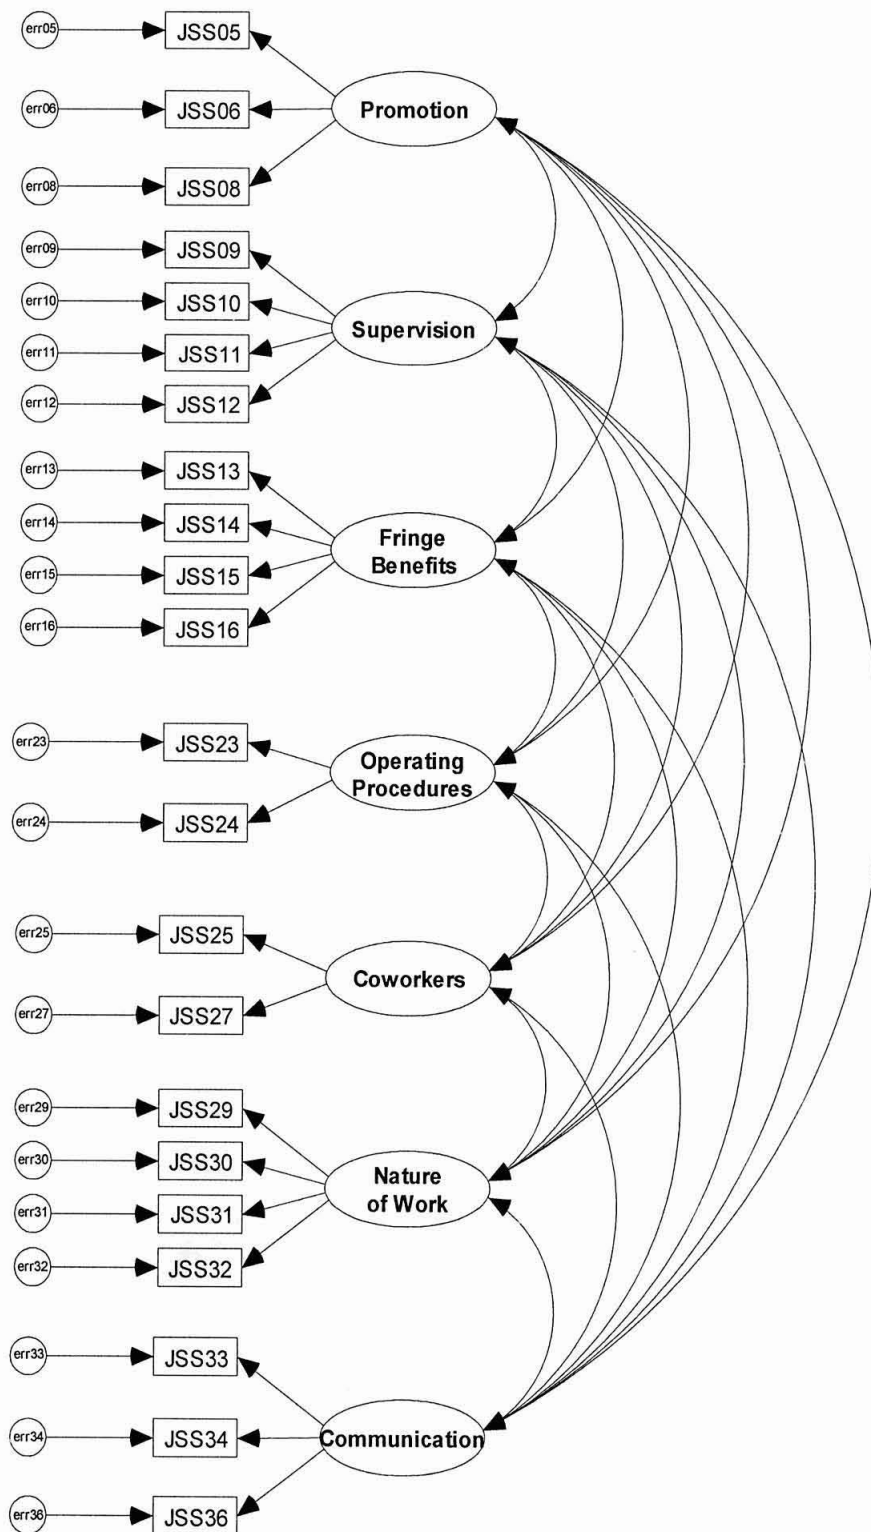 err05 JSS05
Promotion
err06 JSS06
err08 JSS08
err09 JSS09
err10 JSS10
Supervision
err11 JSS11
err12 JSS12
err13 JSS13
err14 JSS14
Fringe
Benefits
err15 JSS15
err16 JSS16
err23 JSS23
Operating
Procedures
err24 JSS24
err25 JSS25
Coworkers
err27 JSS27
err29 JSS29
err30 JSS30
Nature
of Work
err31 JSS31
err32 JSS32
err33 JSS33
err34 JSS34
Communication
err36 JSS36